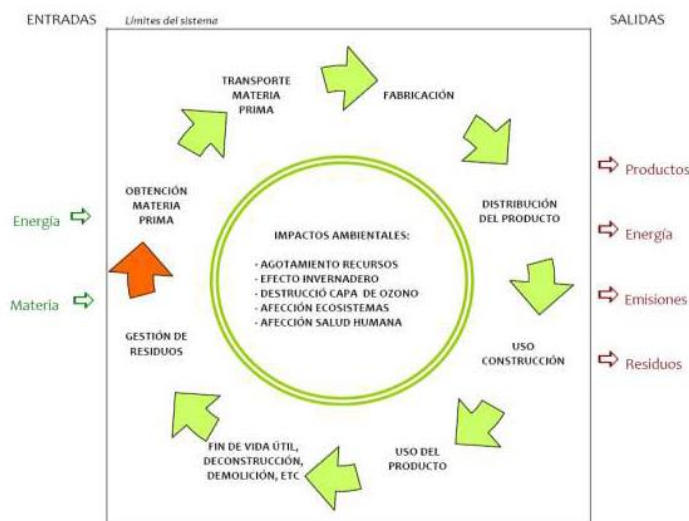 ENTRADAS
Límites del sistema
SALIDAS
TRANSPORTE
MATERIA
PRIMA
FABRICACIÓN
OBTENCIÓN
MATERIA
PRIMA
DISTRIBUCIÓN
DEL PRODUCTO
Productos
Energía
Energía
Materia
Emisiones
Residuos
IMPACTOS AMBIENTALES:
- AGOTAMIENTO RECURSOS
- EFECTO INVERNADERO
- DESTRUCCIÓ CAPA DE OZONO
- AFECCIÓN ECOSISTEMAS
- AFECCIÓN SALUD HUMANA
GESTIÓN DE
RESIDUOS
USO
CONSTRUCCIÓN
FIN DE VIDA ÚTIL,
DECONSTRUCCIÓN,
DEMOLICIÓN, ETC
USO DEL
PRODUCTO